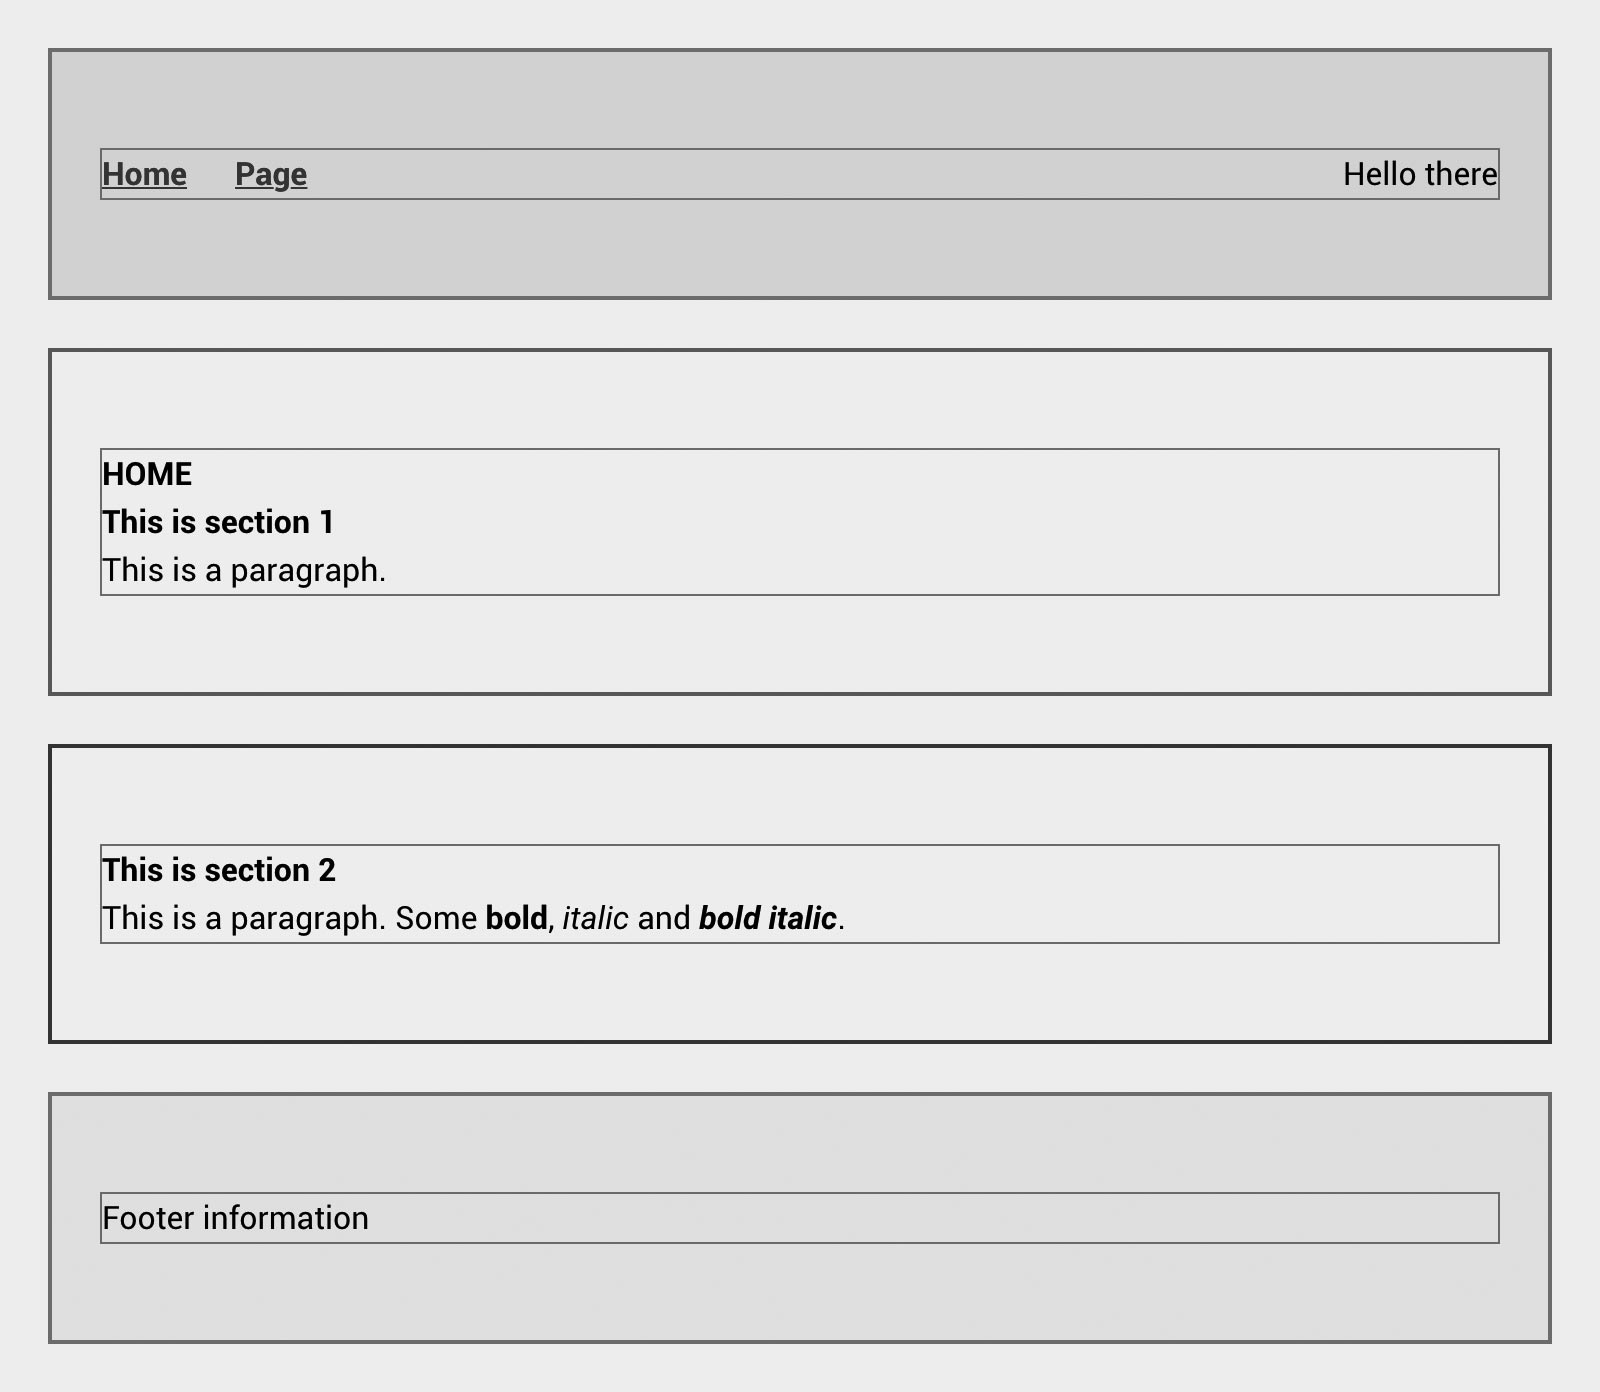 Home Page Hello there
HOME
This is section 1
This is a paragraph.
This is section 2
This is a paragraph. Some bold, italic and bold italic.
Footer information